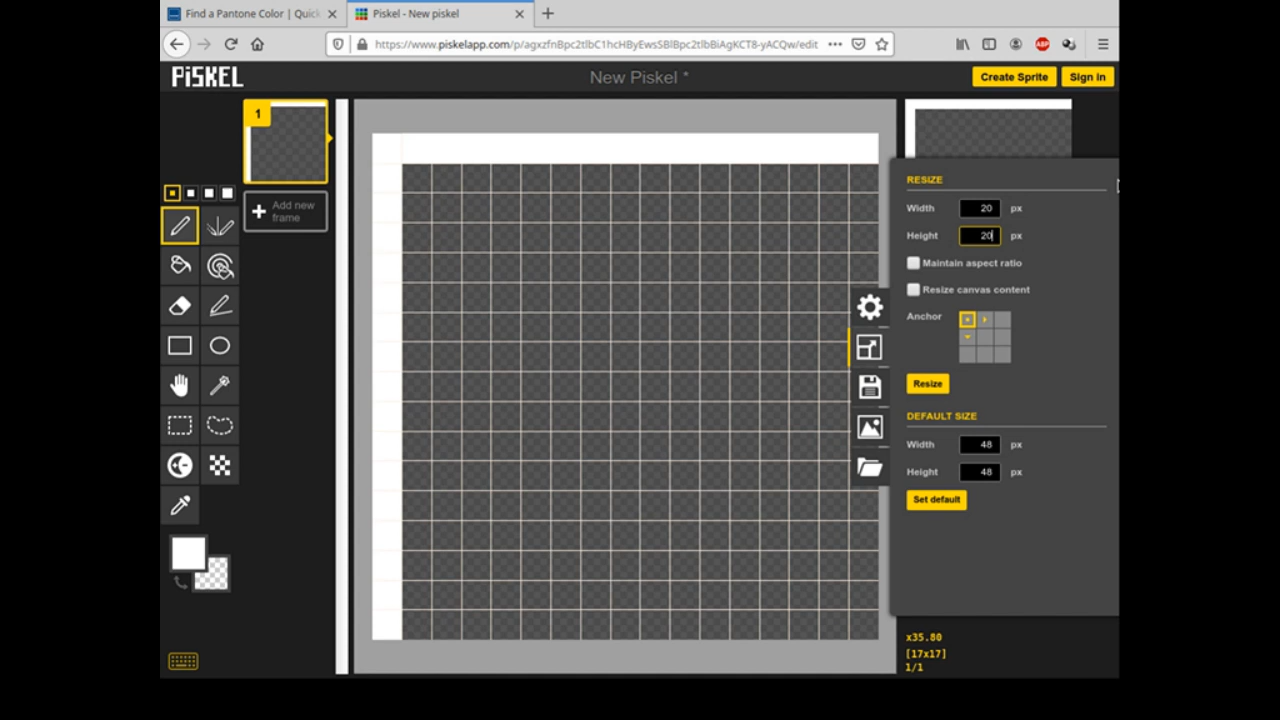 Find a Pantone Color | Quick
Piskel - New piskel
https://www.piskelapp.com/p/agxzfnBpc2tlbC1hcHByEwsSBlBpc2tlbBiAgKCT8-yACQw/edit
ABP
PiSKEL
New Piskel *
Create Sprite
Sign in
1
Add new
frame
RESIZE
Width 20 px
Height 20 px
Maintain aspect ratio
Resize canvas content
Anchor
Resize
DEFAULT SIZE
Width 48 px
Height 48 px
Set default
x35.80
[17x17]
1/1